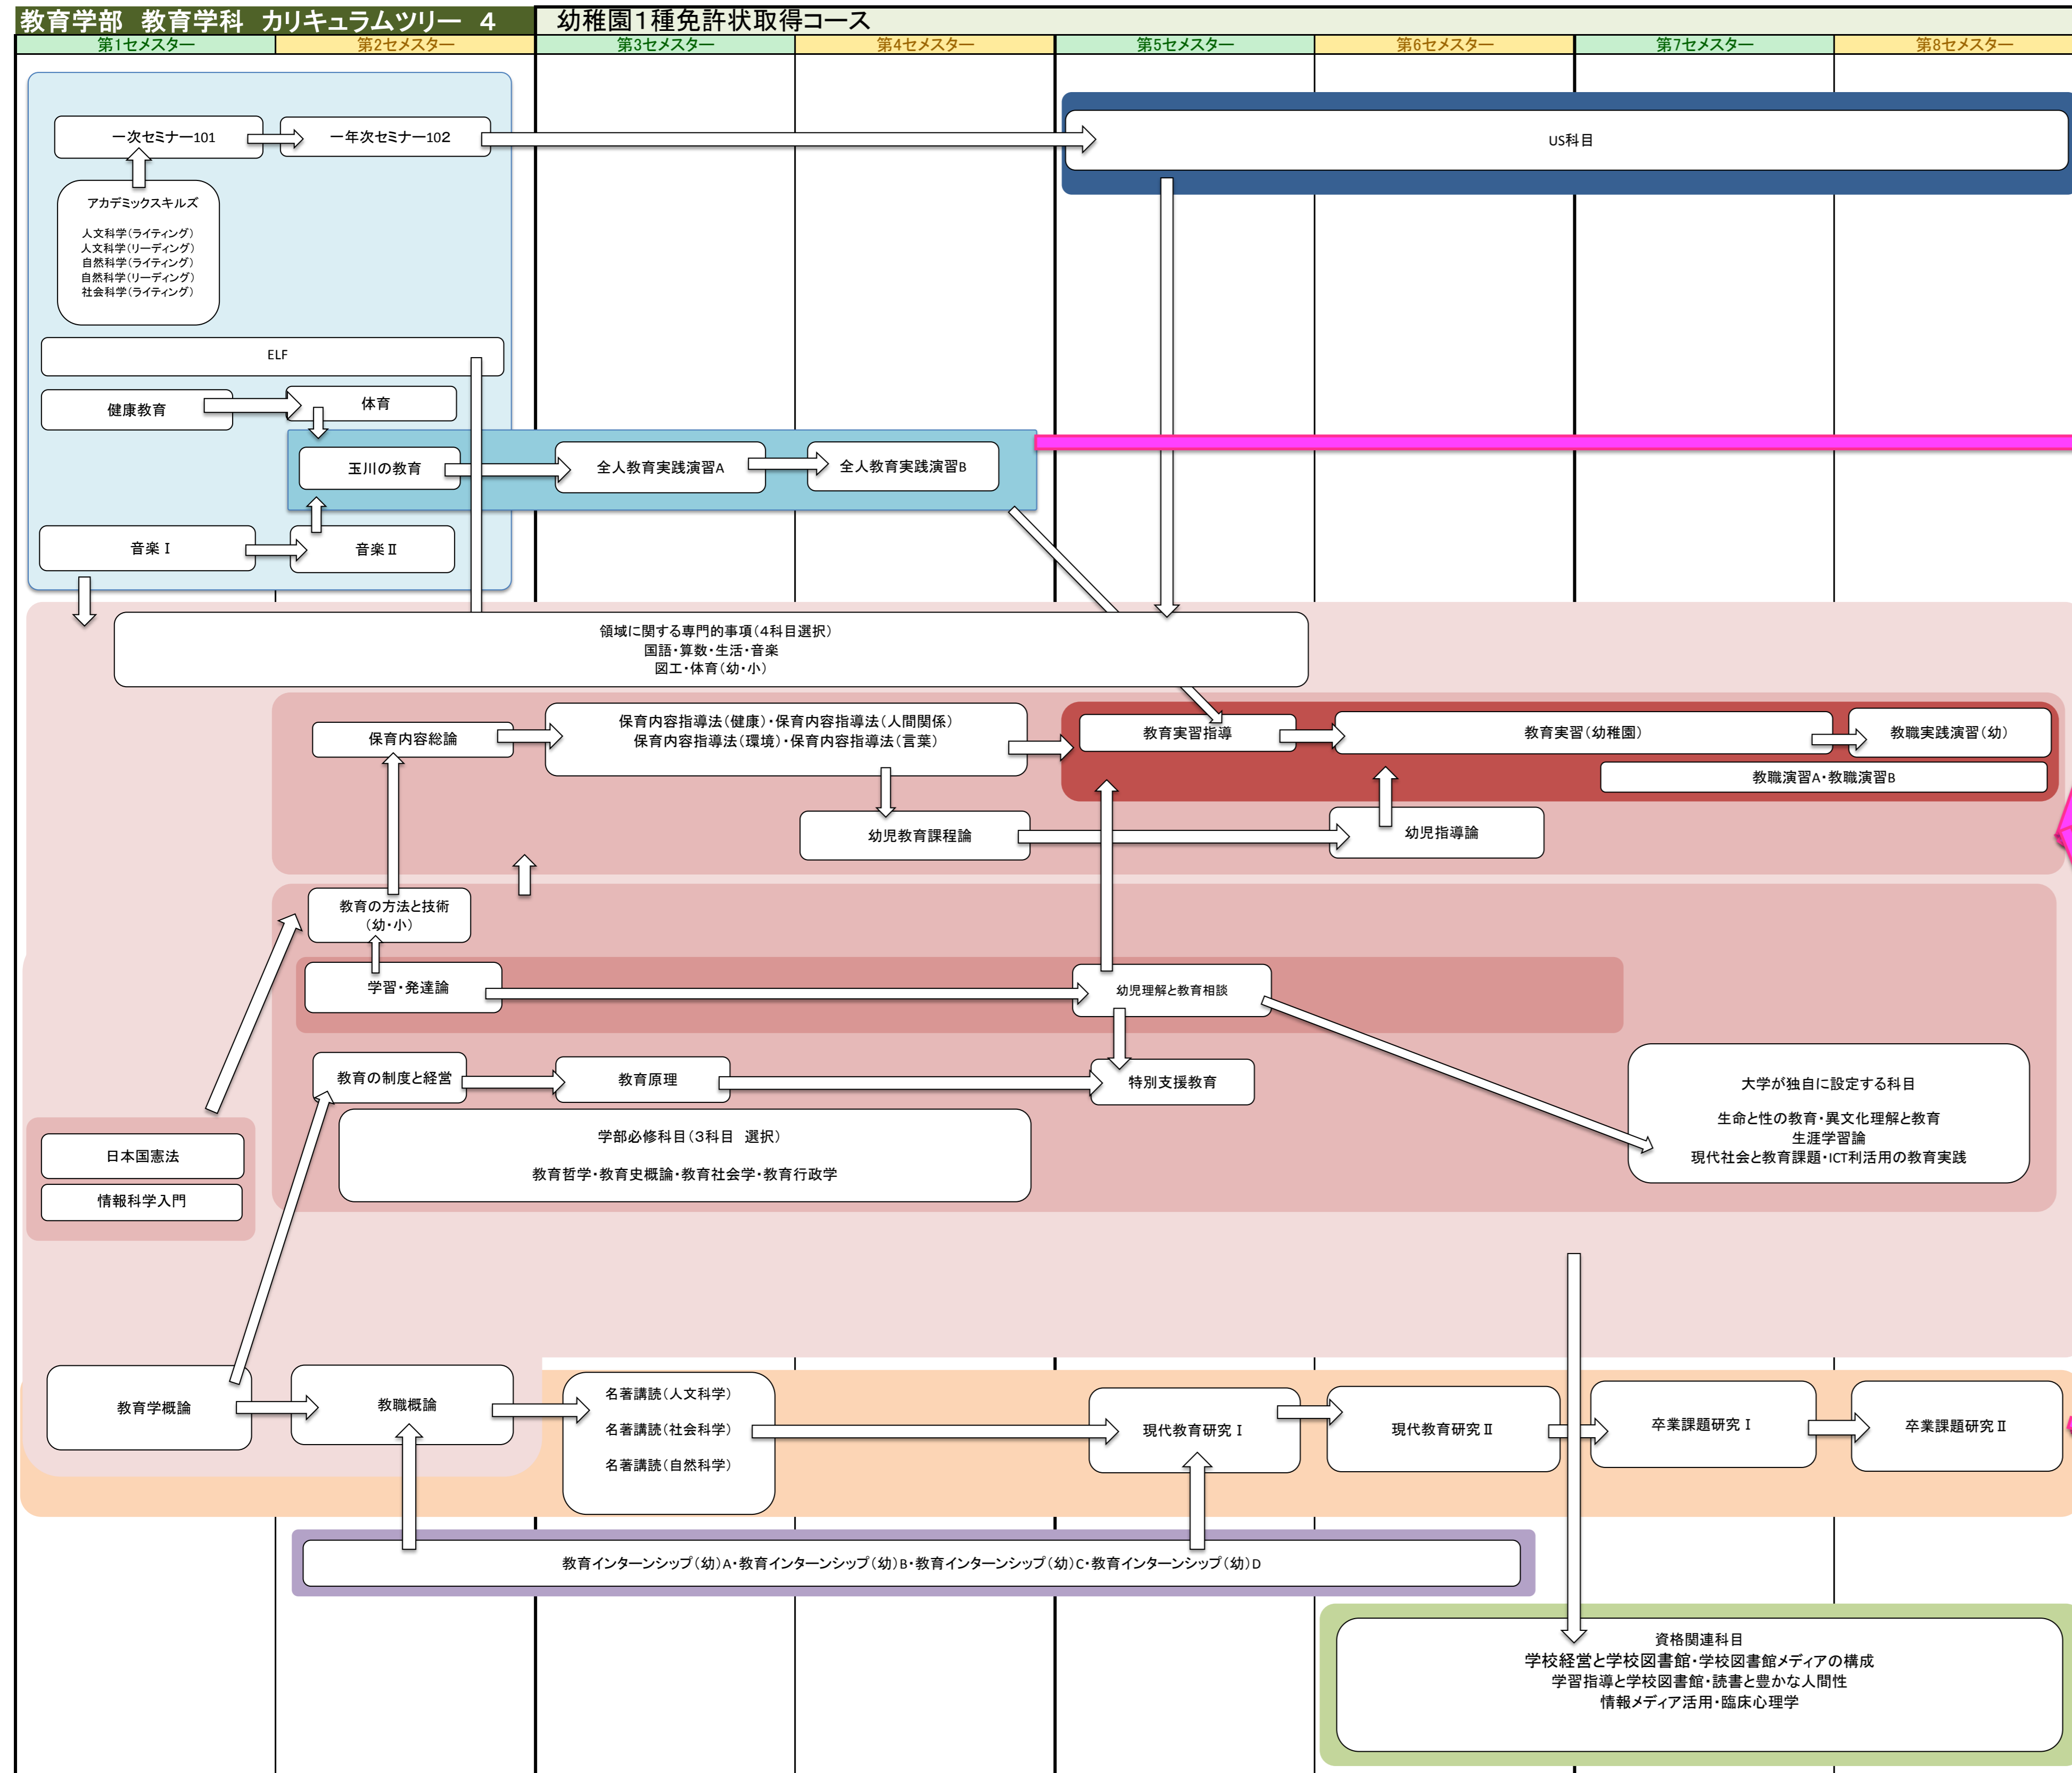 教育学部　教育学科　カリキュラムツリー　４
幼稚園１種免許状取得コース
第1セメスター
第2セメスター
第3セメスター
第4セメスター
第5セメスター
第6セメスター
第7セメスター
第8セメスター
一次セミナー101
一年次セミナー102
US科目
アカデミックスキルズ
人文科学（ライティング）
人文科学（リーディング）
自然科学（ライティング）
自然科学（リーディング）
社会科学（ライティング）
ELF
健康教育
体育
玉川の教育
全人教育実践演習A
全人教育実践演習B
音楽Ⅰ
音楽Ⅱ
領域に関する専門的事項（４科目選択）
国語・算数・生活・音楽
図工・体育（幼・小）
保育内容総論
保育内容指導法（健康）・保育内容指導法（人間関係）
保育内容指導法（環境）・保育内容指導法（言葉）
教育実習指導
教育実習（幼稚園）
教職実践演習（幼）
教職演習A・教職演習B
幼児教育課程論
幼児指導論
教育の方法と技術
（幼・小）
学習・発達論
幼児理解と教育相談
教育の制度と経営
教育原理
特別支援教育
大学が独自に設定する科目
生命と性の教育・異文化理解と教育
生涯学習論
現代社会と教育課題・ICT利活用の教育実践
学部必修科目（３科目　選択）
教育哲学・教育史概論・教育社会学・教育行政学
日本国憲法
情報科学入門
教育学概論
教職概論
名著講読（人文科学）
名著講読（社会科学）
名著講読（自然科学）
現代教育研究Ⅰ
現代教育研究Ⅱ
卒業課題研究Ⅰ
卒業課題研究Ⅱ
教育インターンシップ（幼）A・教育インターンシップ（幼）B・教育インターンシップ（幼）C・教育インターンシップ（幼）D
資格関連科目
学校経営と学校図書館・学校図書館メディアの構成
学習指導と学校図書館・読書と豊かな人間性
情報メディア活用・臨床心理学